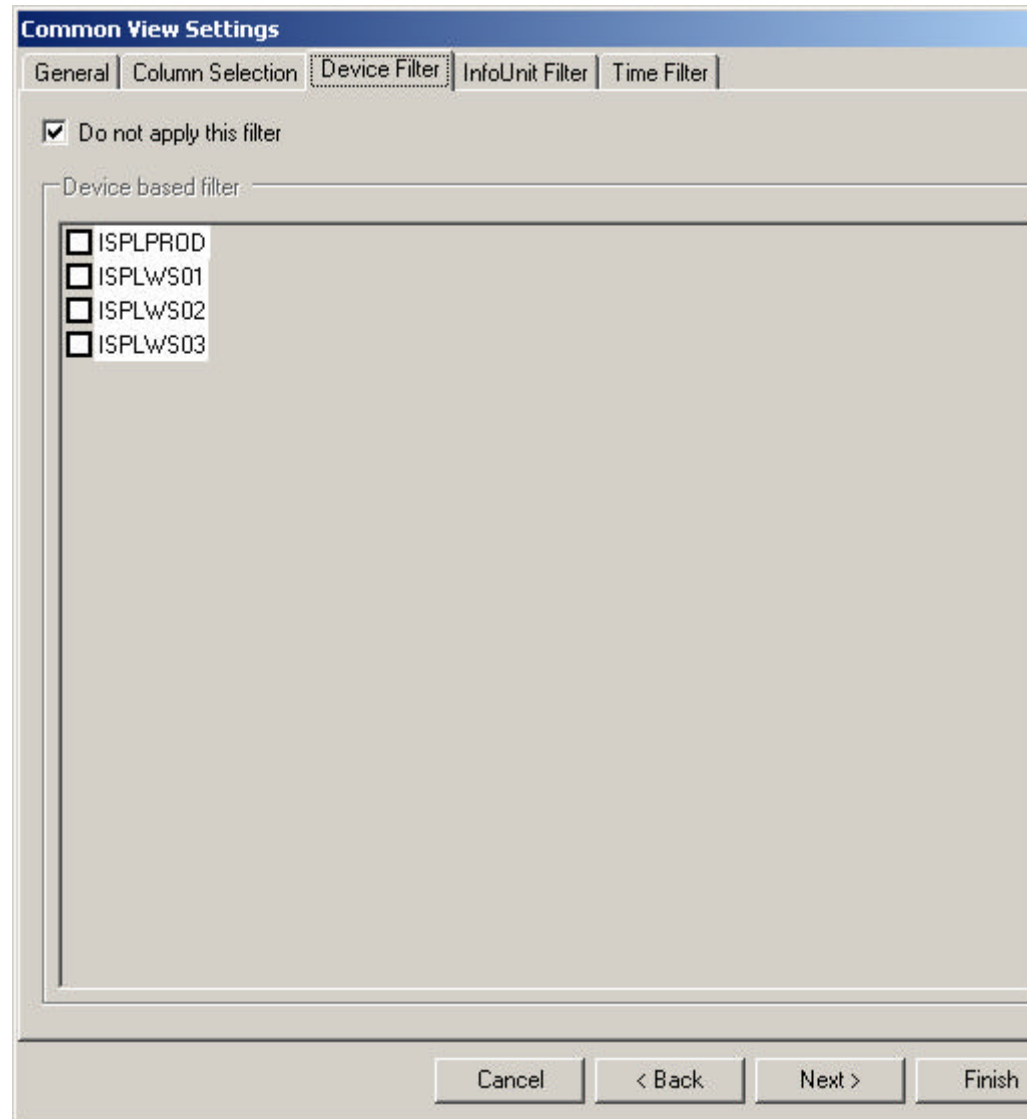 Common View Settings
General Column Selection Device Filter InfoUnit Filter Time Filter
Do not apply this filter
Device based filter
ISPLPROD
ISPLWS01
ISPLWS02
ISPLWS03
Cancel < Back Next > Finish